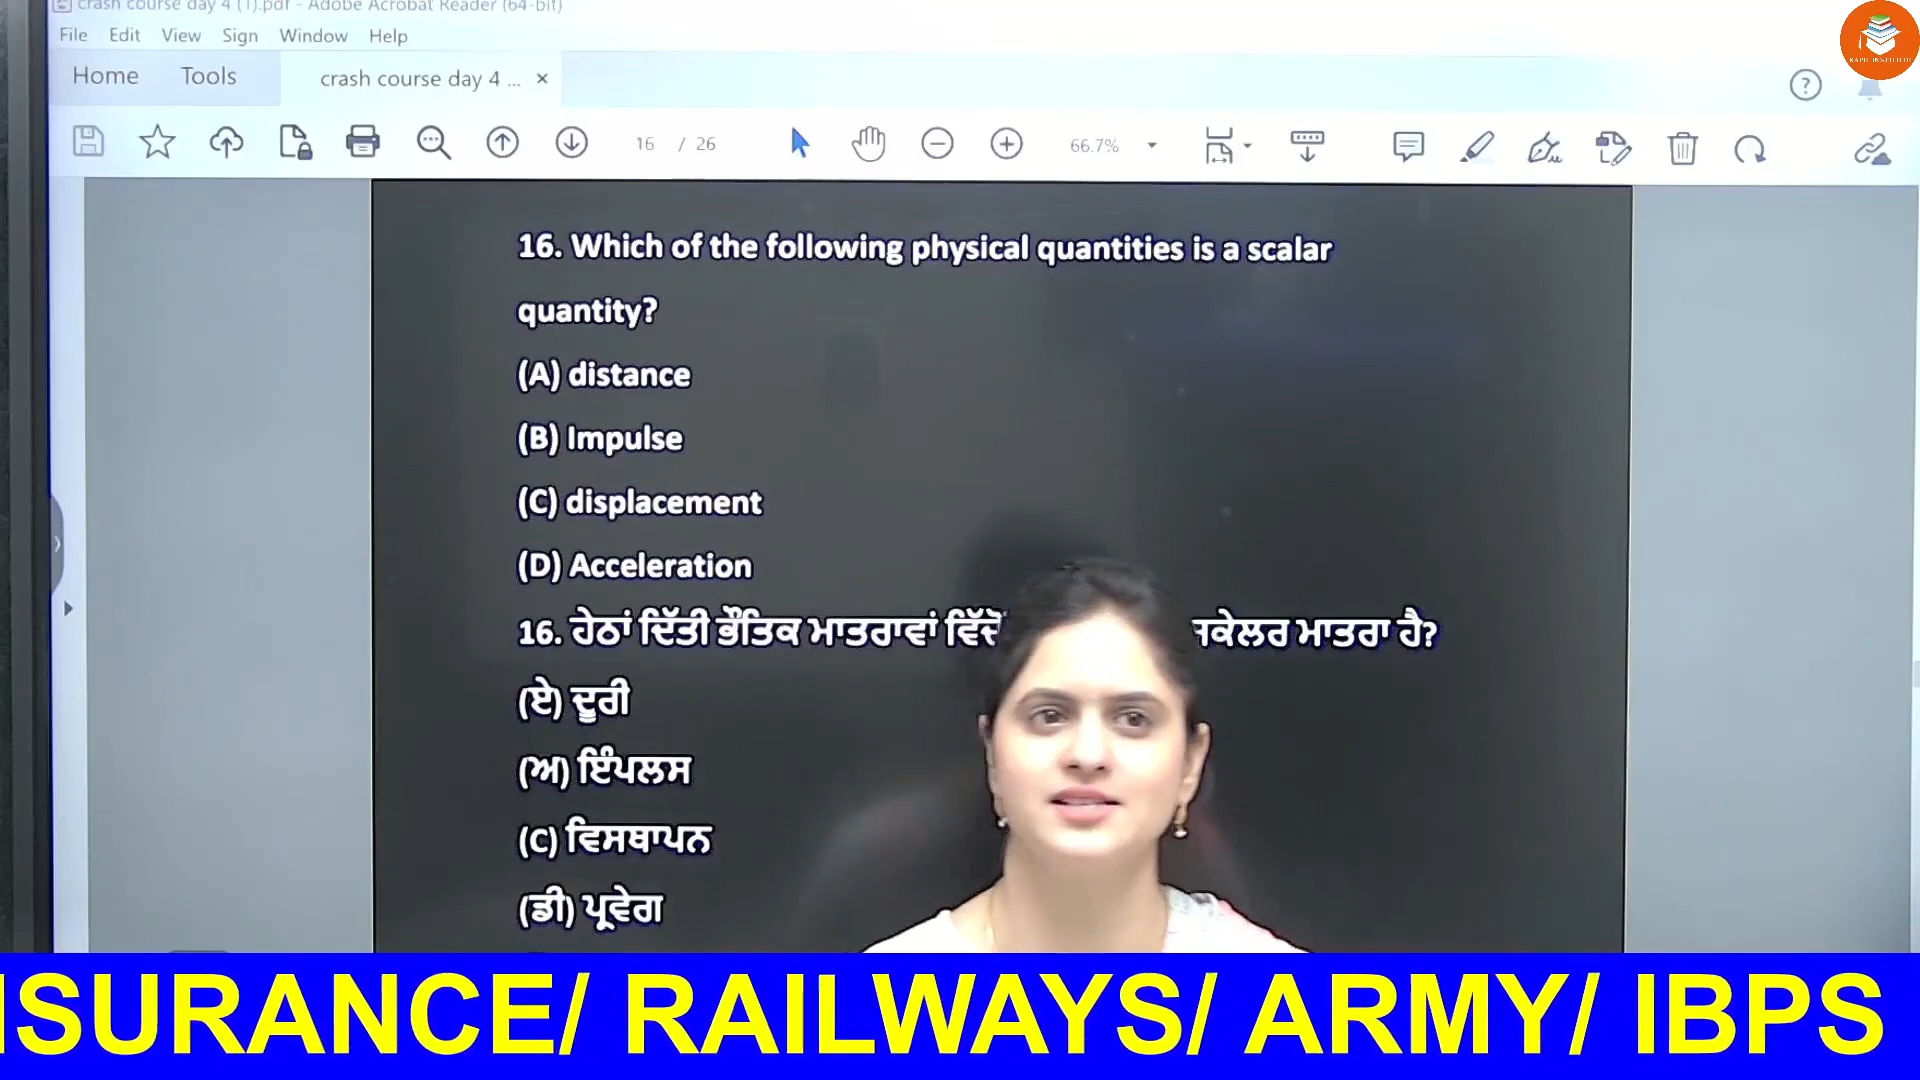 crash course day 4 (1).pdf - Adobe Acrobat Reader (64-bit)
File Edit View Sign Window Help
Home Tools crash course day 4 ... ×
16 / 26 66.7%
16. Which of the following physical quantities is a scalar
quantity?
(A) distance
(B) Impulse
(C) displacement
(D) Acceleration
16. ਹੇਠਾਂ ਦਿੱਤੀ ਭੌਤਿਕ ਮਾਤਰਾਵਾਂ ਵਿੱਚੋਂ ਸਕੇਲਰ ਮਾਤਰਾ ਹੈ?
(ਏ) ਦੂਰੀ
(ਅ) ਇੰਪਲਸ
(C) ਵਿਸਥਾਪਨ
(ਡੀ) ਪ੍ਰਵੇਗ
NSURANCE/ RAILWAYS/ ARMY/ IBPS